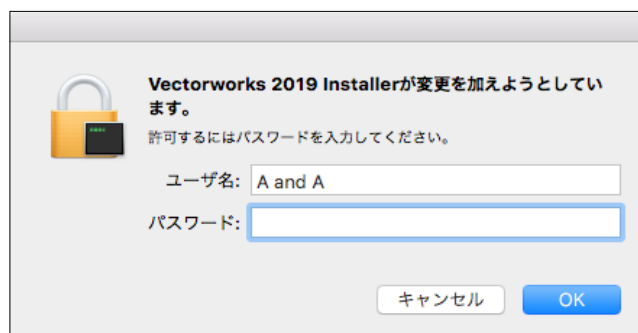 Vectorworks 2019 Installerが変更を加えようとしてい
ます。
許可するにはパスワードを入力してください。
ユーザ名: A and A
パスワード:
キャンセル OK